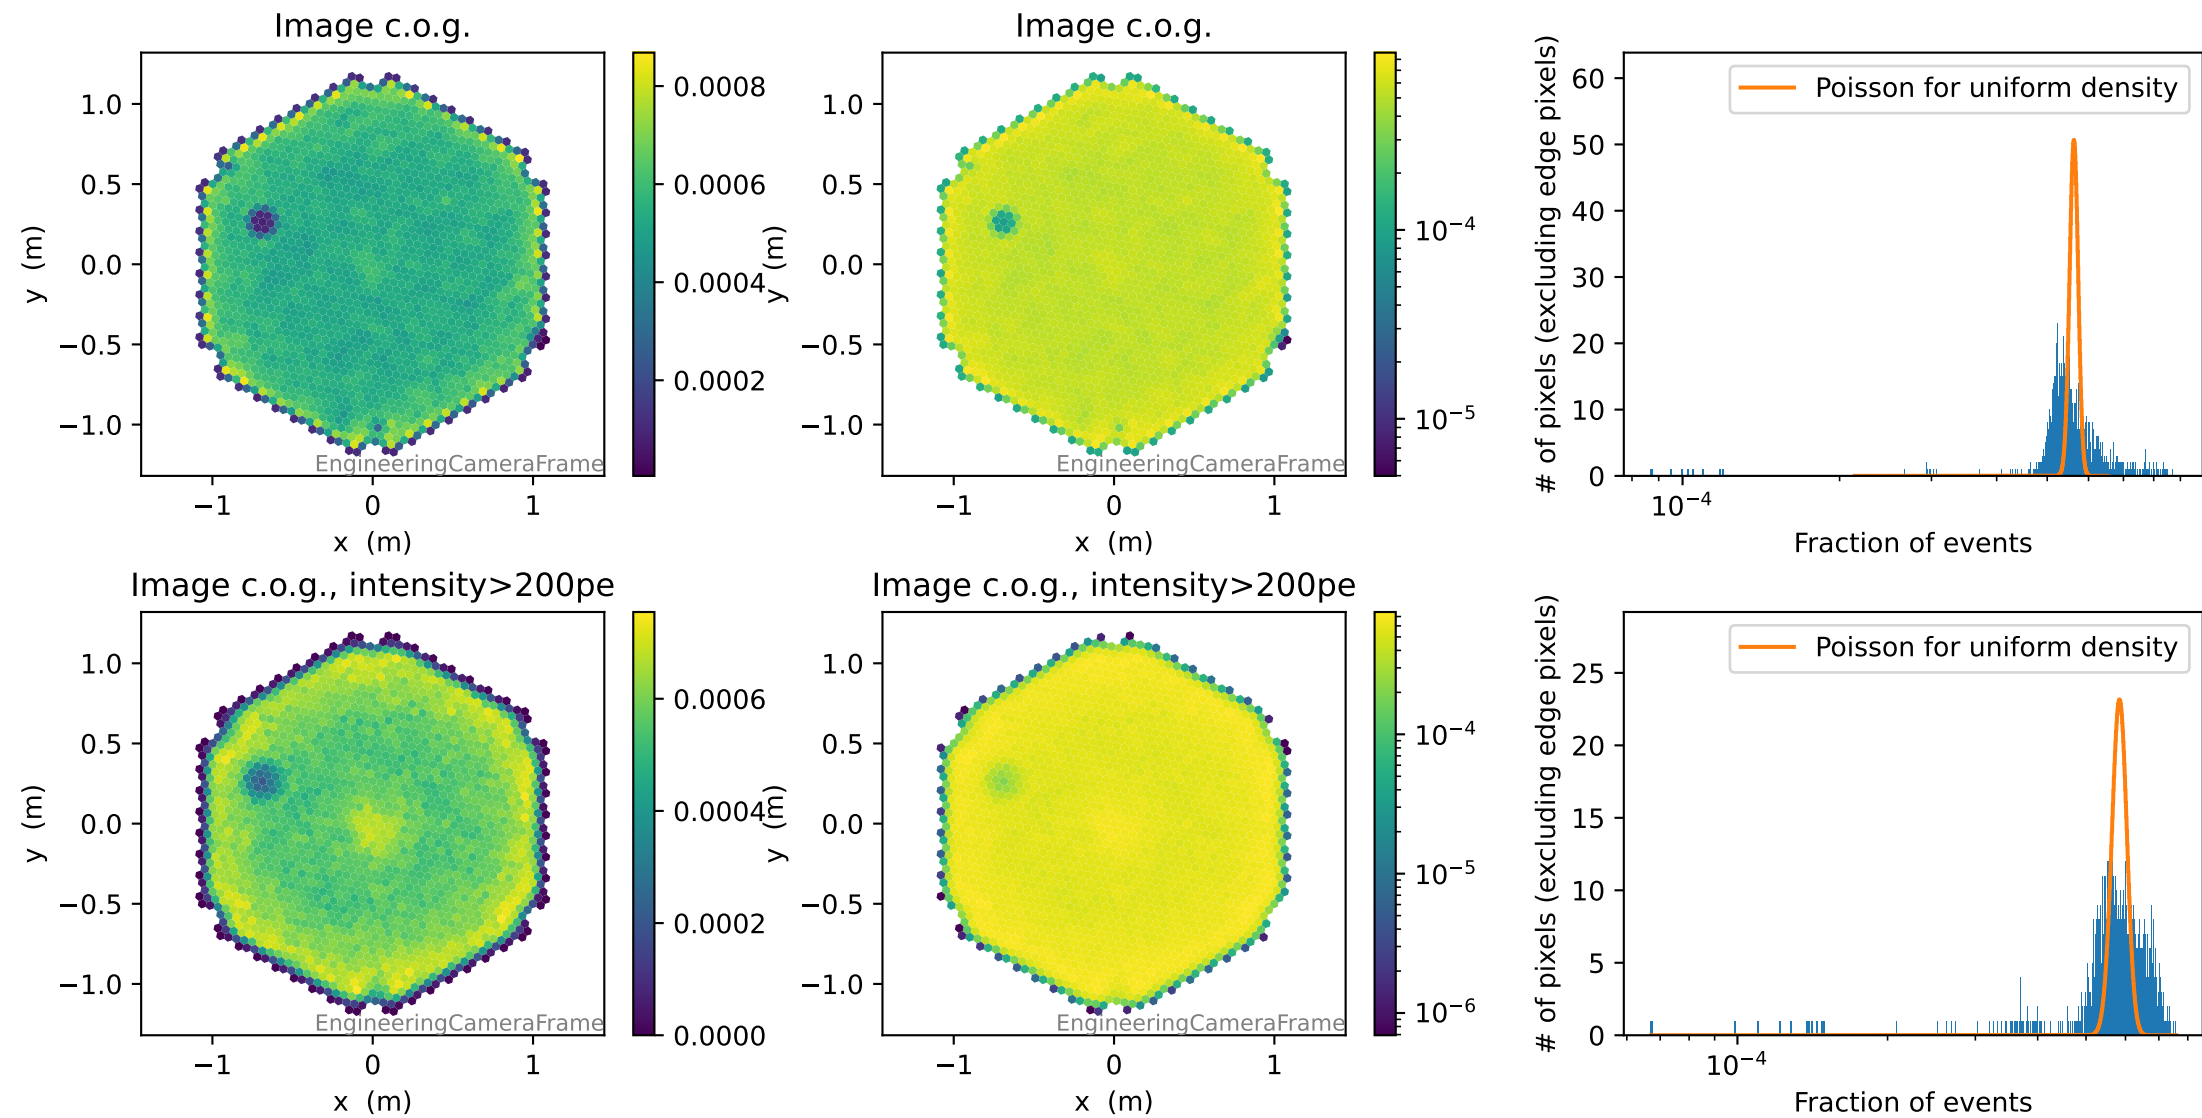 Image c.o.g.
1.0
0.5
0.0
−0.5
−1.0
y (m)
−1
0
1
x (m)
EngineeringCameraFrame
0.0008
0.0006
0.0004
0.0002
Image c.o.g.
1.0
0.5
0.0
−0.5
−1.0
y (m)
−1
0
1
x (m)
EngineeringCameraFrame
10⁻⁴
10⁻⁵
# of pixels (excluding edge pixels)
60
50
40
30
20
10
0
Poisson for uniform density
10⁻⁴
Fraction of events
Image c.o.g., intensity>200pe
1.0
0.5
0.0
−0.5
−1.0
y (m)
−1
0
1
x (m)
EngineeringCameraFrame
0.0006
0.0004
0.0002
0.0000
Image c.o.g., intensity>200pe
1.0
0.5
0.0
−0.5
−1.0
y (m)
−1
0
1
x (m)
EngineeringCameraFrame
10⁻⁴
10⁻⁵
10⁻⁶
# of pixels (excluding edge pixels)
25
20
15
10
5
0
Poisson for uniform density
10⁻⁴
Fraction of events